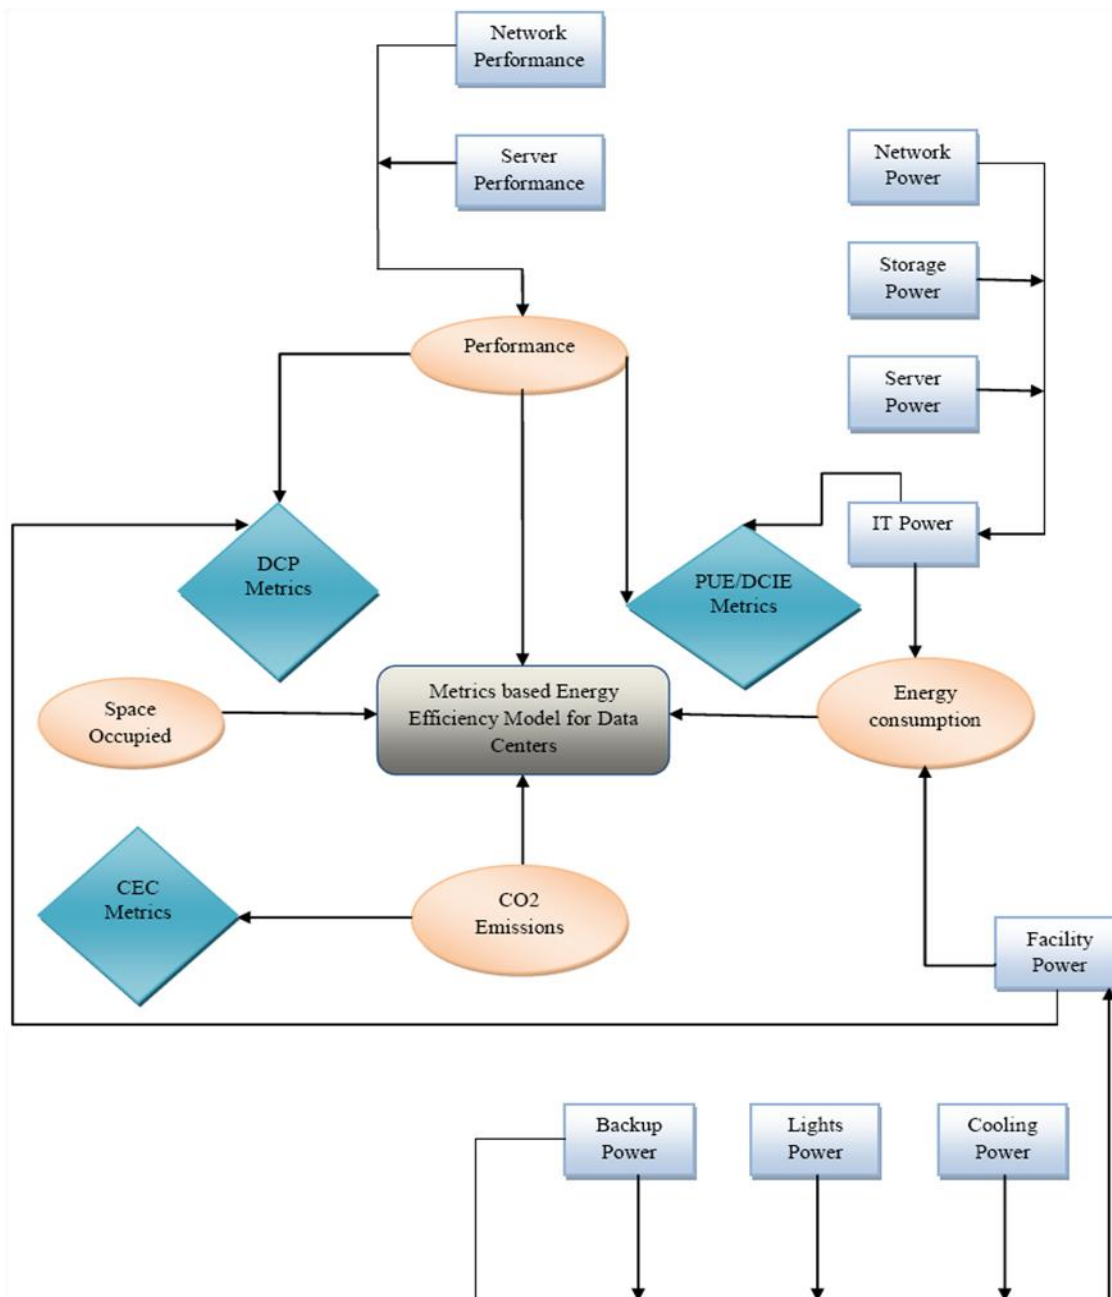 Network
Performance
Server
Performance
Network
Power
Storage
Power
Performance
Server
Power
IT Power
DCP
Metrics
PUE/DCIE
Metrics
Space
Occupied
Metrics based Energy
Efficiency Model for Data
Centers
Energy
consumption
CEC
Metrics
CO2
Emissions
Facility
Power
Backup
Power
Lights
Power
Cooling
Power